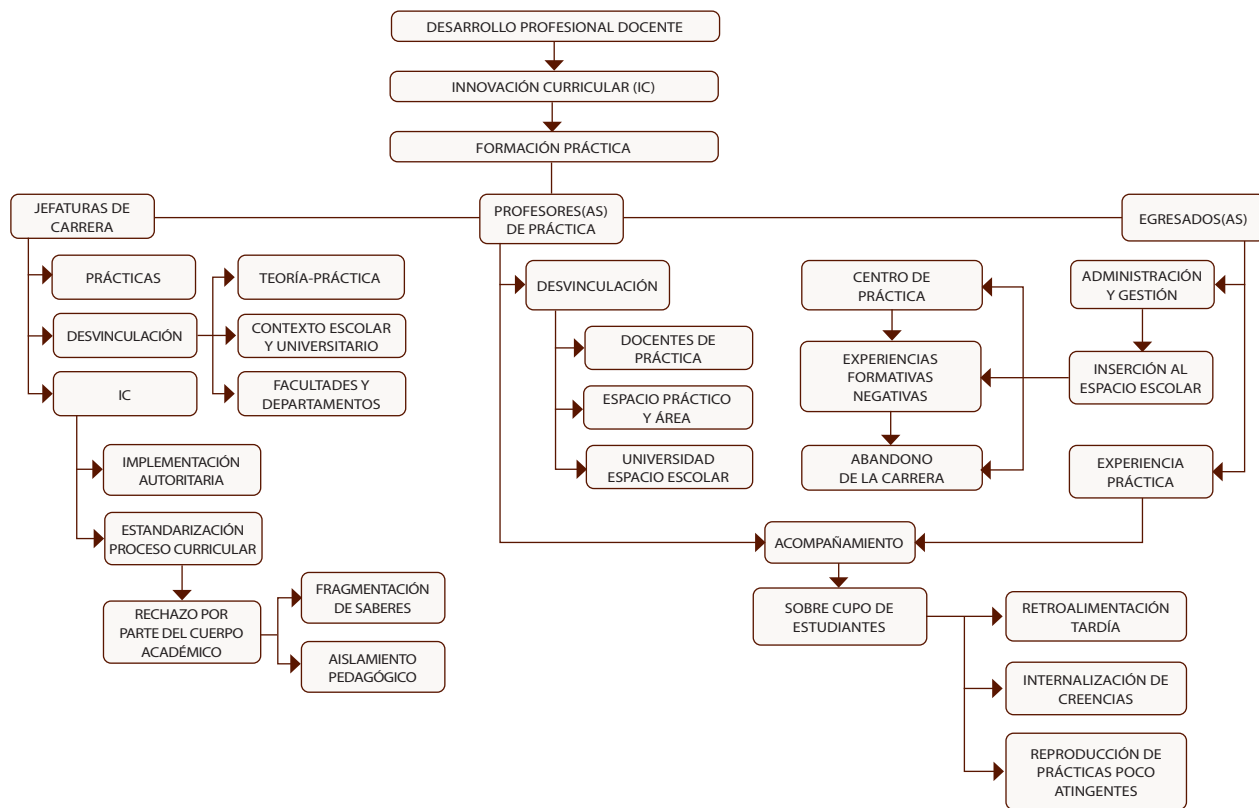 DESARROLLO PROFESIONAL DOCENTE
INNOVACIÓN CURRICULAR (IC)
FORMACIÓN PRÁCTICA
JEFATURAS DE
CARRERA
PROFESORES(AS)
DE PRÁCTICA
EGRESADOS(AS)
PRÁCTICAS
DESVINCULACIÓN
IC
TEORÍA-PRÁCTICA
CONTEXTO ESCOLAR
Y UNIVERSITARIO
FACULTADES Y
DEPARTAMENTOS
IMPLEMENTACIÓN
AUTORITARIA
ESTANDARIZACIÓN
PROCESO CURRICULAR
RECHAZO POR
PARTE DEL CUERPO
ACADÉMICO
FRAGMENTACIÓN
DE SABERES
AISLAMIENTO
PEDAGÓGICO
DESVINCULACIÓN
DOCENTES DE
PRÁCTICA
ESPACIO PRÁCTICO
Y ÁREA
UNIVERSIDAD
ESPACIO ESCOLAR
CENTRO DE
PRÁCTICA
EXPERIENCIAS
FORMATIVAS
NEGATIVAS
ABANDONO
DE LA CARRERA
ADMINISTRACIÓN
Y GESTIÓN
INSERCIÓN AL
ESPACIO ESCOLAR
EXPERIENCIA
PRÁCTICA
ACOMPAÑAMIENTO
SOBRE CUPO DE
ESTUDIANTES
RETROALIMENTACIÓN
TARDÍA
INTERNALIZACIÓN DE
CREENCIAS
REPRODUCCIÓN DE
PRÁCTICAS POCO
ATINGENTES